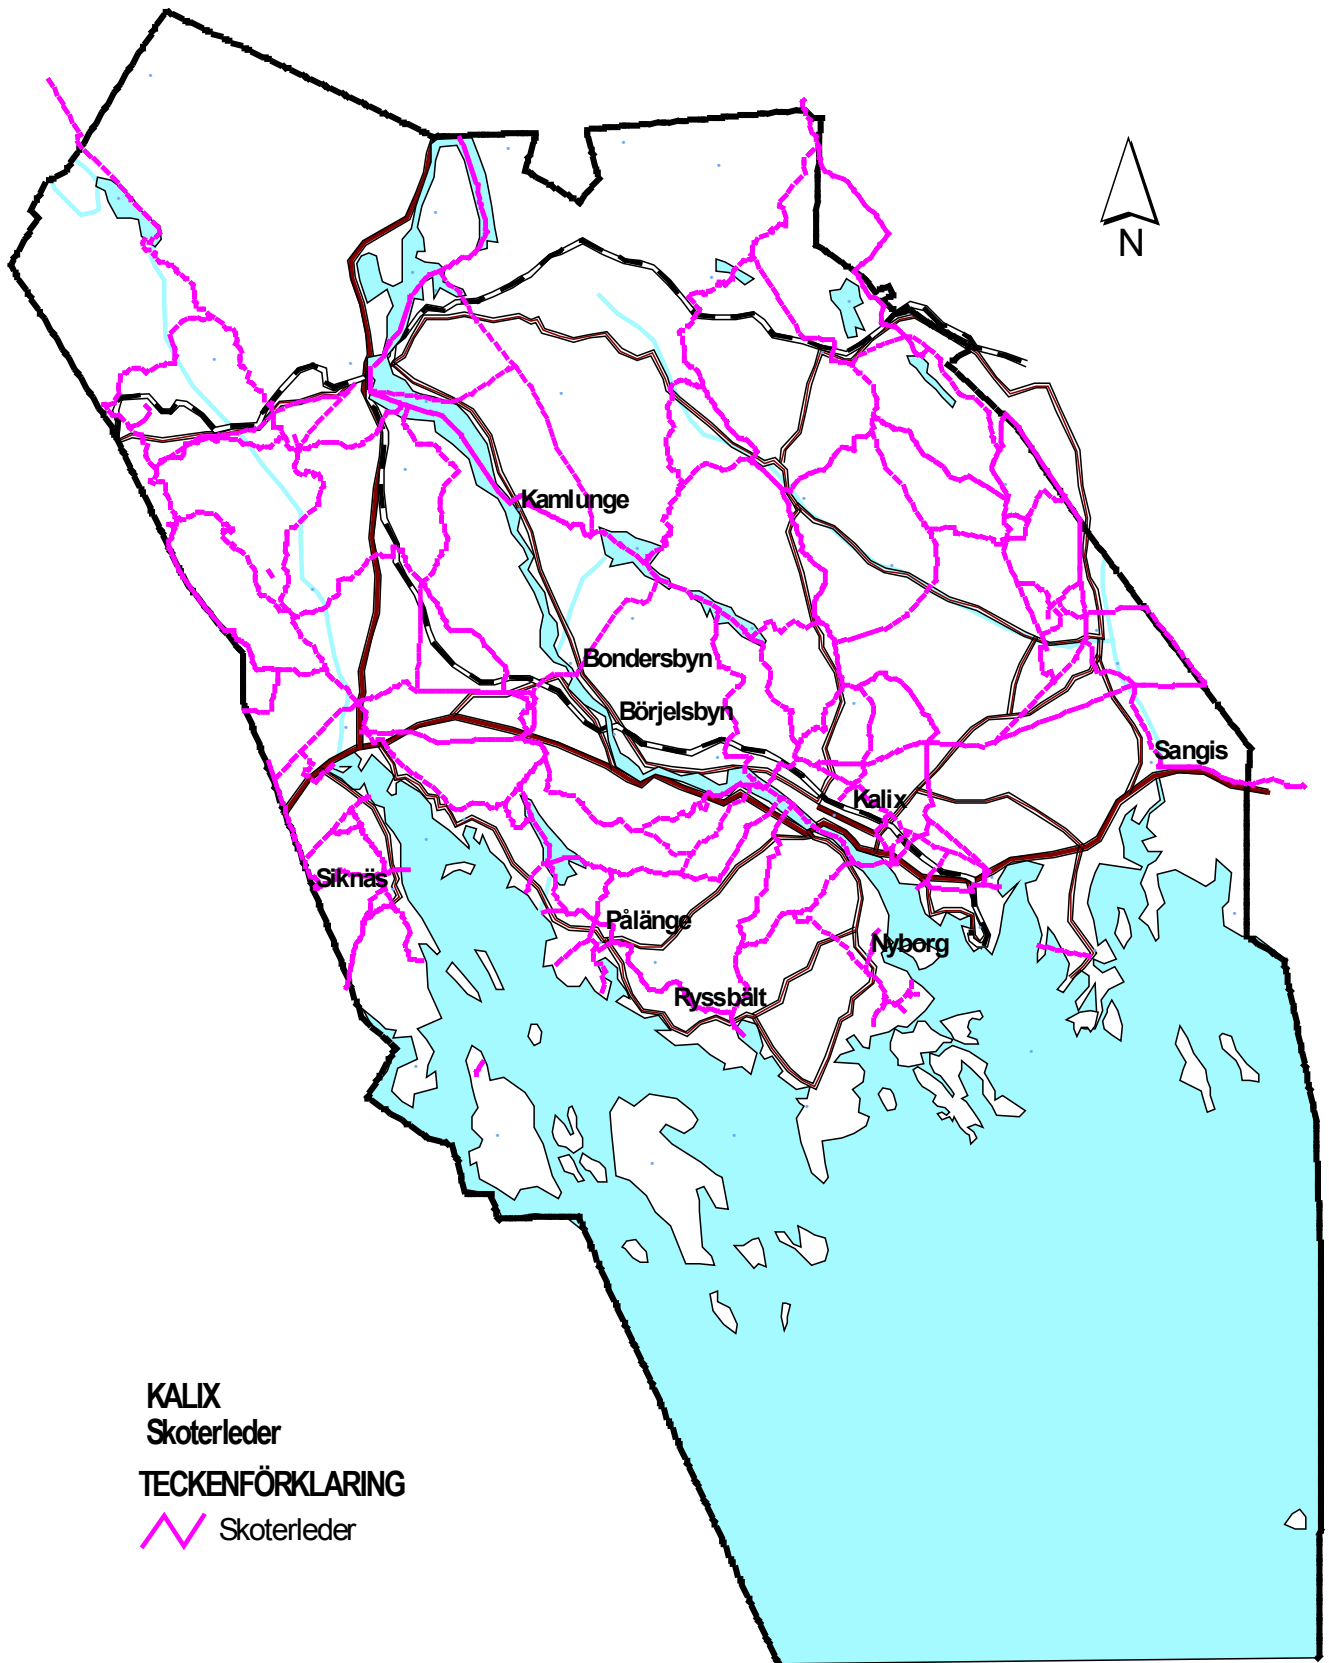 N
Kamlunge
Bondersbyn
Börjelsbyn
Sangis
Kalix
Siknäs
Pålänge
Nyborg
Ryssbält
KALIX
Skoterleder
TECKENFÖRKLARING
Skoterleder